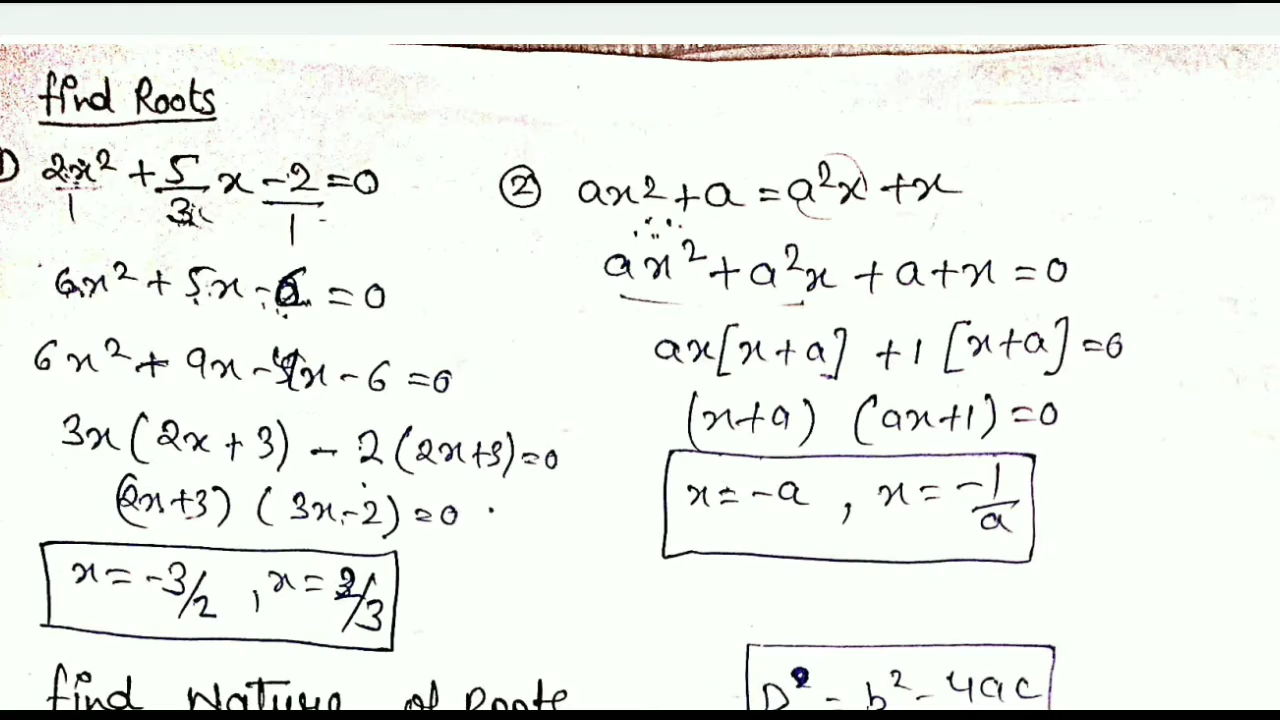 find Roots
1) 2x²/1 + 5/3 x - 2/1 = 0
6x² + 5x - 6 = 0
6x² + 9x - 4x - 6 = 0
3x(2x + 3) - 2(2x+3) = 0
(2x+3) (3x-2) = 0
x = -3/2 , x = 2/3
② ax² + a = a²x + x
ax² + a²x + a + x = 0
ax[x+a] + 1[x+a] = 0
(x+a) (ax+1) = 0
x = -a , x = -1/a
find Nature of Roots
D² = b² - 4ac